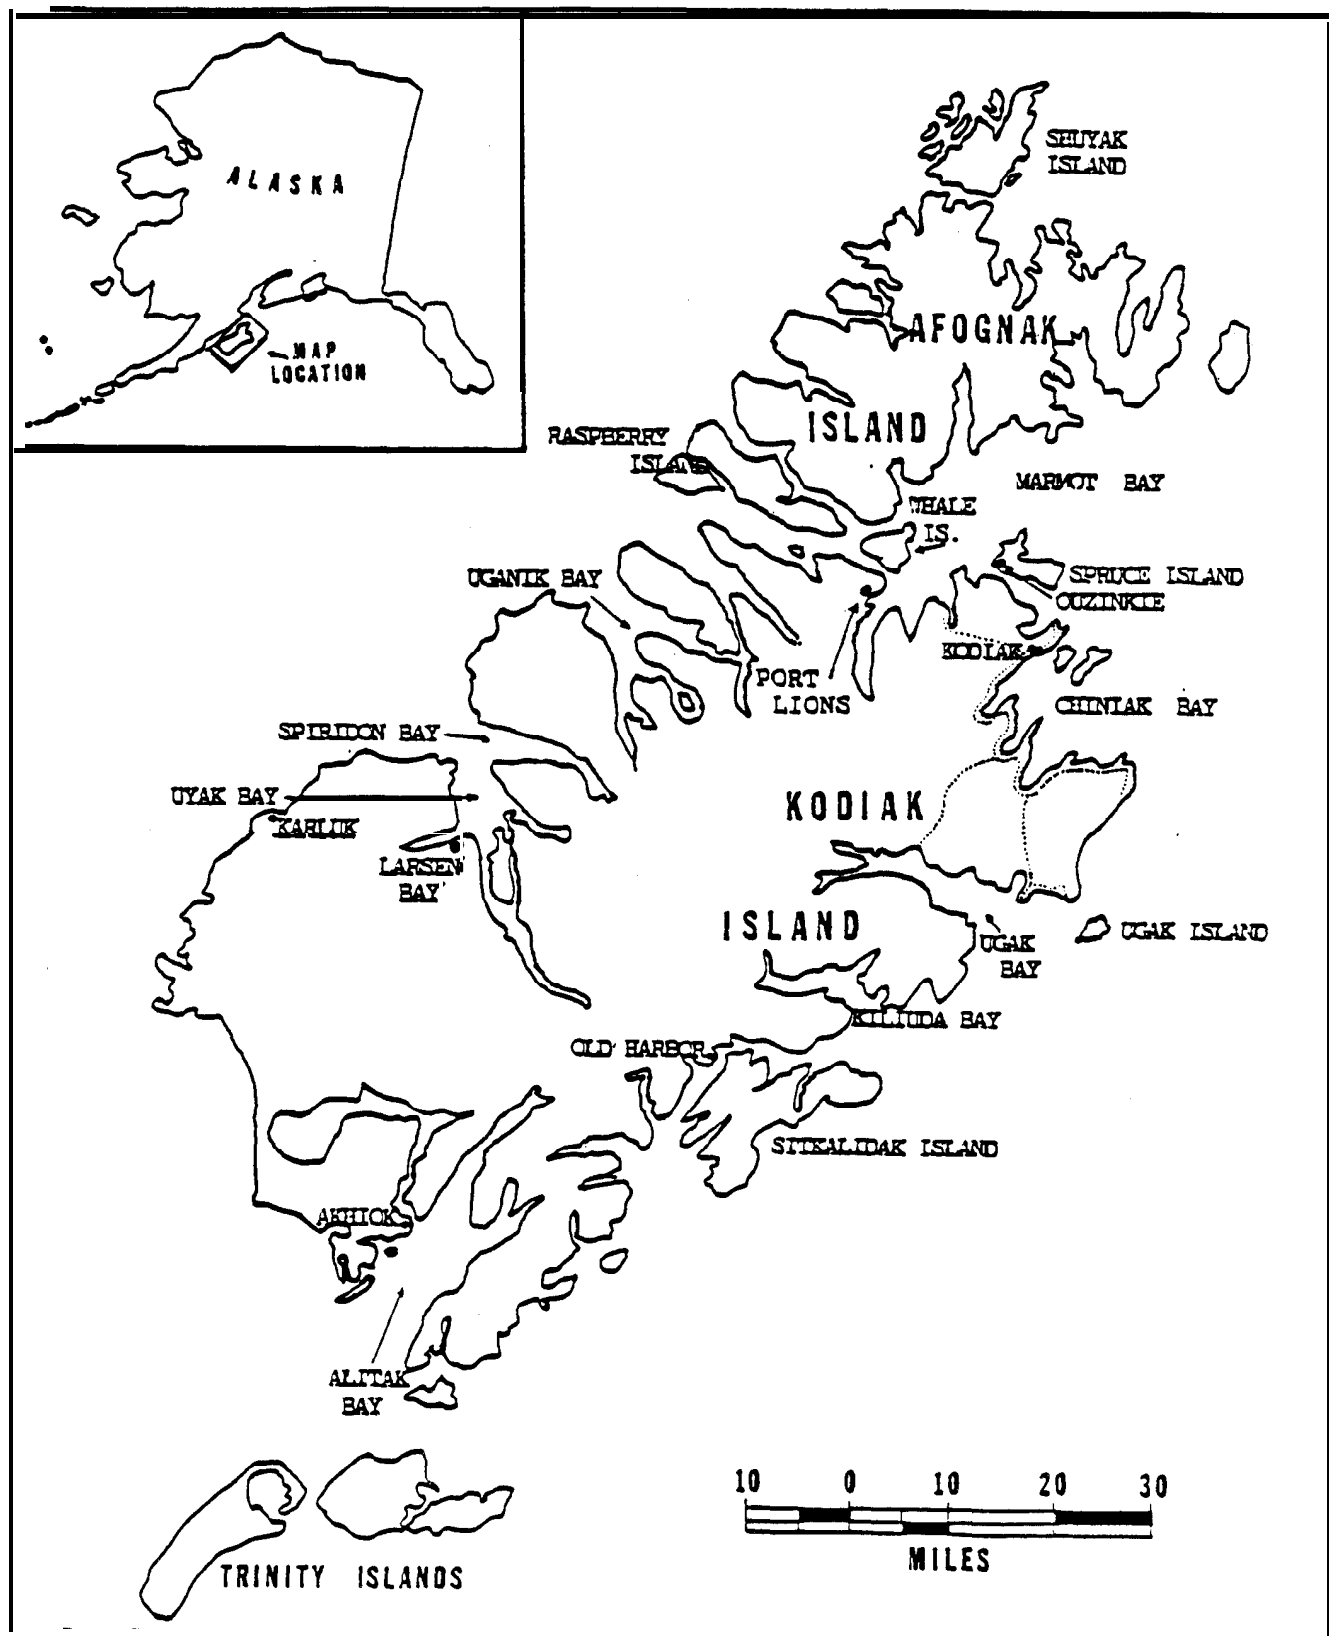 ALASKA
MAP
LOCATION
SHUYAK
ISLAND
AFOGNAK
ISLAND
RASPBERRY
ISLAND
MARMOT BAY
WHALE
IS.
UGANIK BAY
SPRUCE ISLAND
OUZINKIE
KODIAK
PORT
LIONS
CHINIAK BAY
SPIRIDON BAY
UYAK BAY
KARLUK
LARSEN
BAY
KODIAK
ISLAND
UGAK ISLAND
UGAK
BAY
KILIUDA BAY
OLD HARBOR
SITKALIDAK ISLAND
AKHIOK
ALITAK
BAY
TRINITY ISLANDS
10 0 10 20 30
MILES